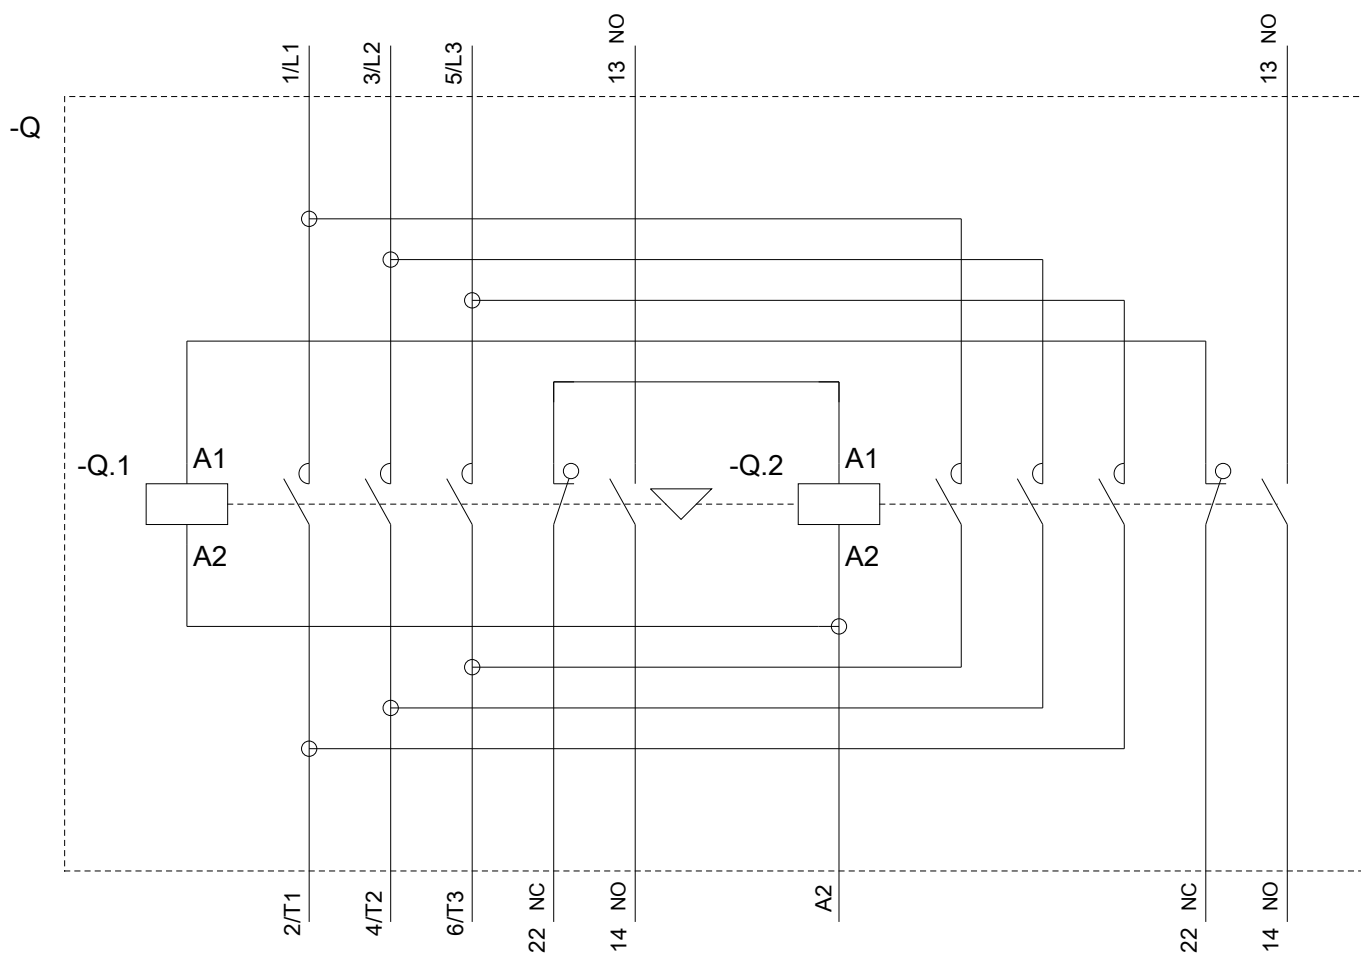 1/L1
3/L2
5/L3
13 NO
13 NO
-Q
-Q.1
A1
A2
-Q.2
A1
A2
2/T1
4/T2
6/T3
22 NC
14 NO
A2
22 NC
14 NO